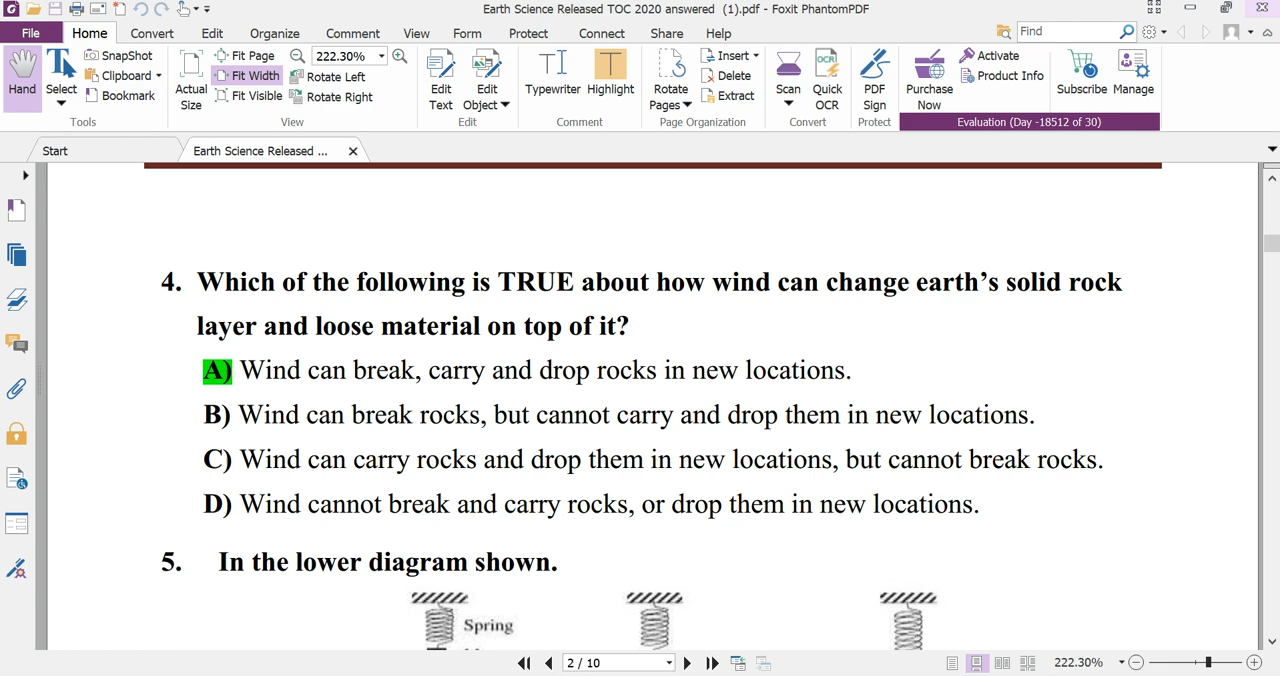 Earth Science Released TOC 2020 answered (1).pdf - Foxit PhantomPDF
File Home Convert Edit Organize Comment View Form Protect Connect Share Help Find
Hand
Select
SnapShot
Clipboard
Bookmark
Tools
Actual Size
Fit Page
Fit Width
Fit Visible
222.30%
Rotate Left
Rotate Right
View
Edit Text
Edit Object
Edit
Typewriter
Highlight
Comment
Rotate Pages
Insert
Delete
Extract
Page Organization
Scan
Quick OCR
Convert
PDF Sign
Protect
Purchase Now
Activate
Product Info
Subscribe
Manage
Evaluation (Day -18512 of 30)
Start
Earth Science Released ...
4. Which of the following is TRUE about how wind can change earth’s solid rock
layer and loose material on top of it?
A) Wind can break, carry and drop rocks in new locations.
B) Wind can break rocks, but cannot carry and drop them in new locations.
C) Wind can carry rocks and drop them in new locations, but cannot break rocks.
D) Wind cannot break and carry rocks, or drop them in new locations.
5. In the lower diagram shown.
Spring
2 / 10
222.30%